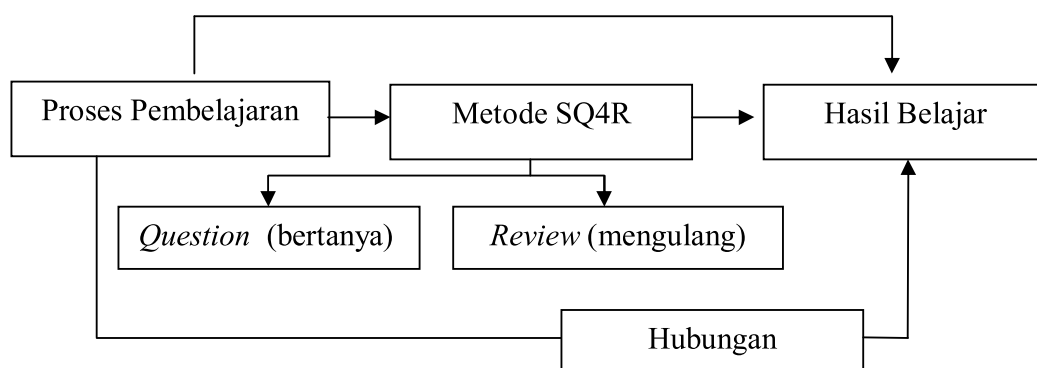 Proses Pembelajaran
Metode SQ4R
Hasil Belajar
Question (bertanya)
Review (mengulang)
Hubungan